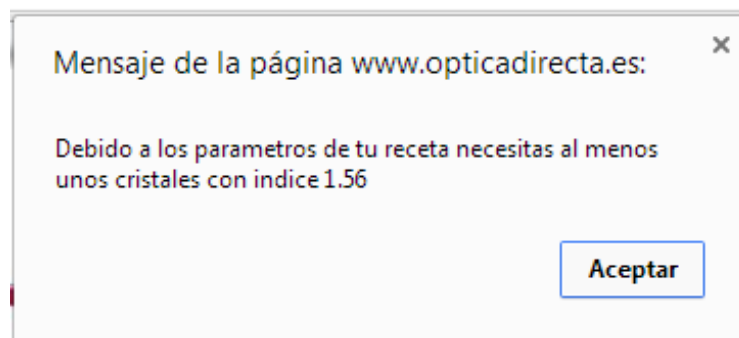 Mensaje de la página www.opticadirecta.es:
Debido a los parametros de tu receta necesitas al menos
unos cristales con indice 1.56
Aceptar